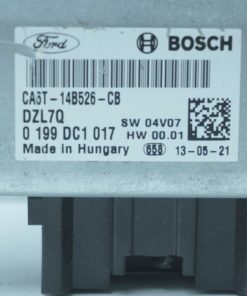 Ford BOSCH
CA6T-14B526-CB
DZL7Q
SW 04V07
0 199 DC1 017 HW 00.01
Made in Hungary 658 13-05-21